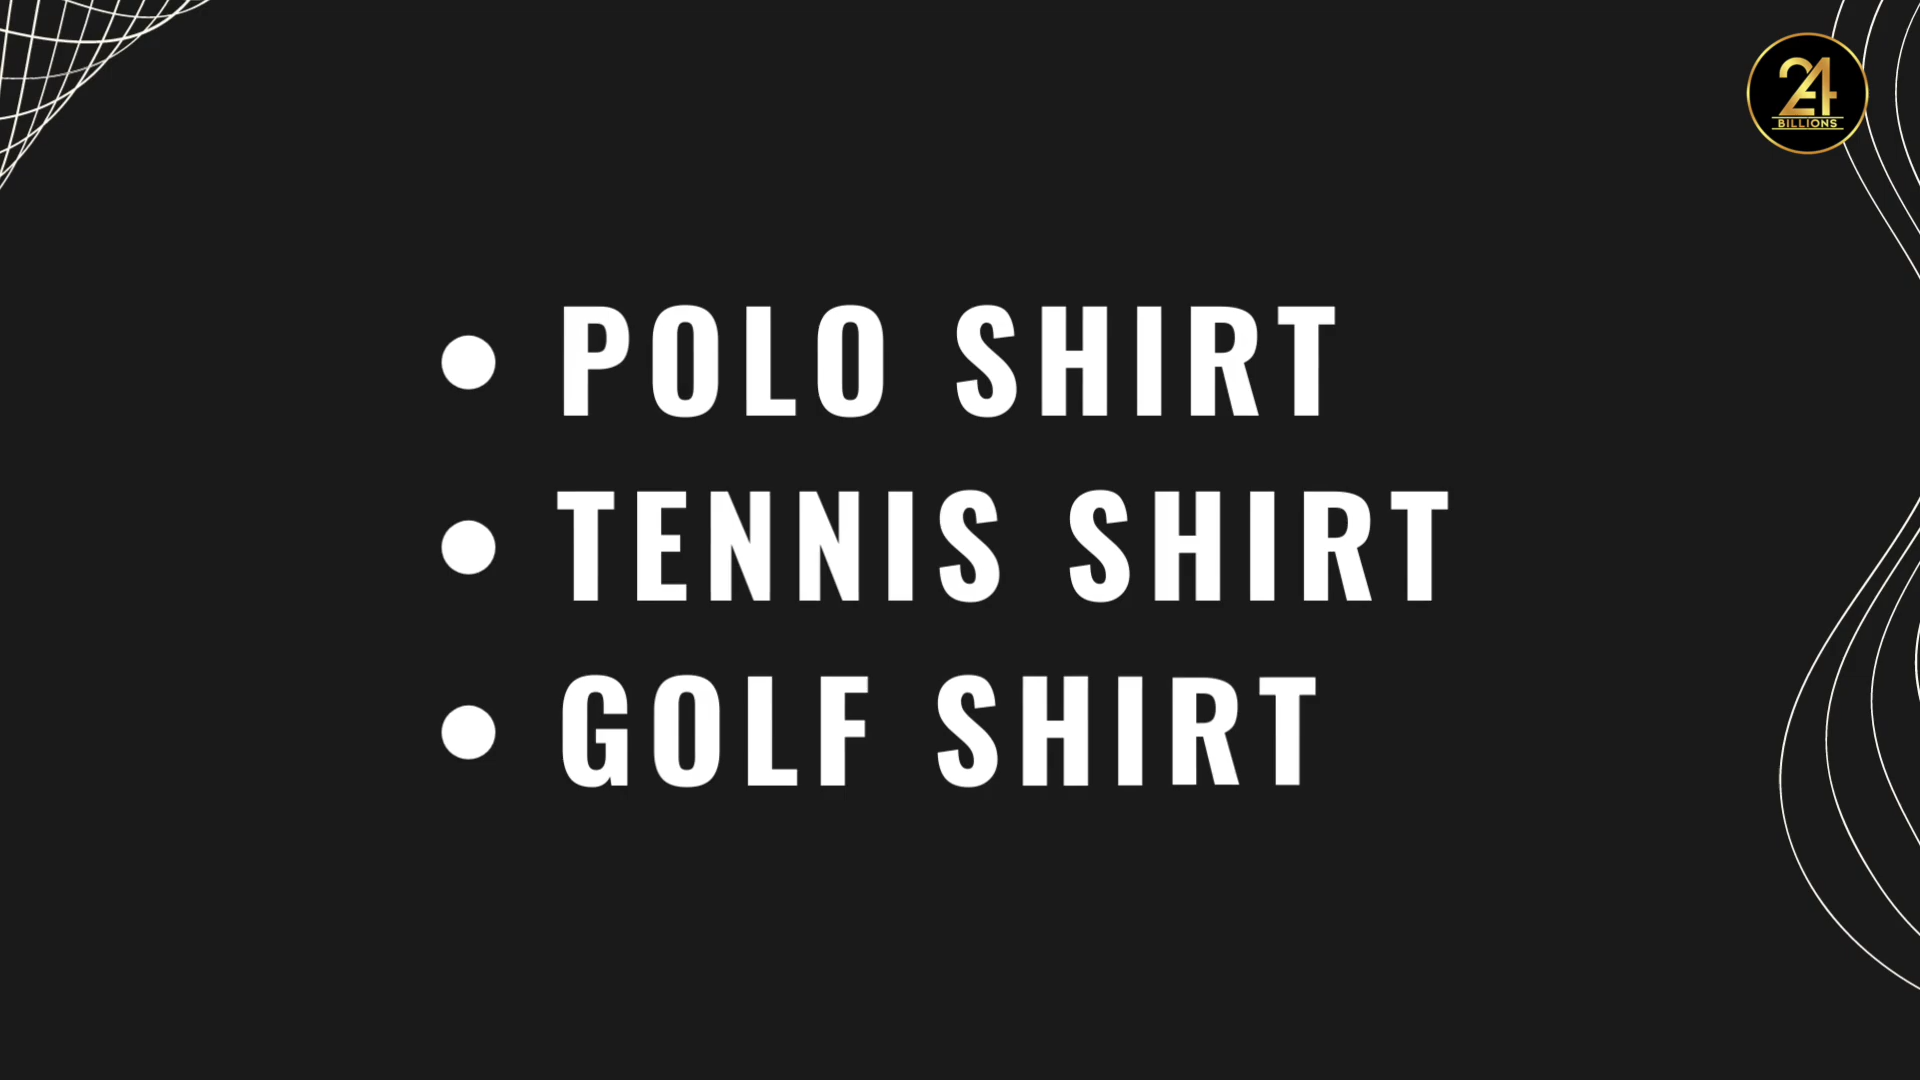 24
BILLIONS
• POLO SHIRT
• TENNIS SHIRT
• GOLF SHIRT